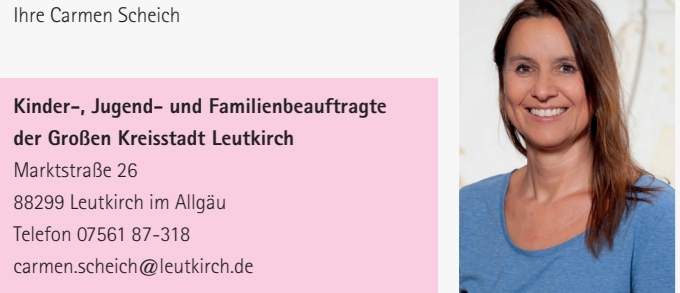 Ihre Carmen Scheich
Kinder-, Jugend- und Familienbeauftragte
der Großen Kreisstadt Leutkirch
Marktstraße 26
88299 Leutkirch im Allgäu
Telefon 07561 87-318
carmen.scheich@leutkirch.de